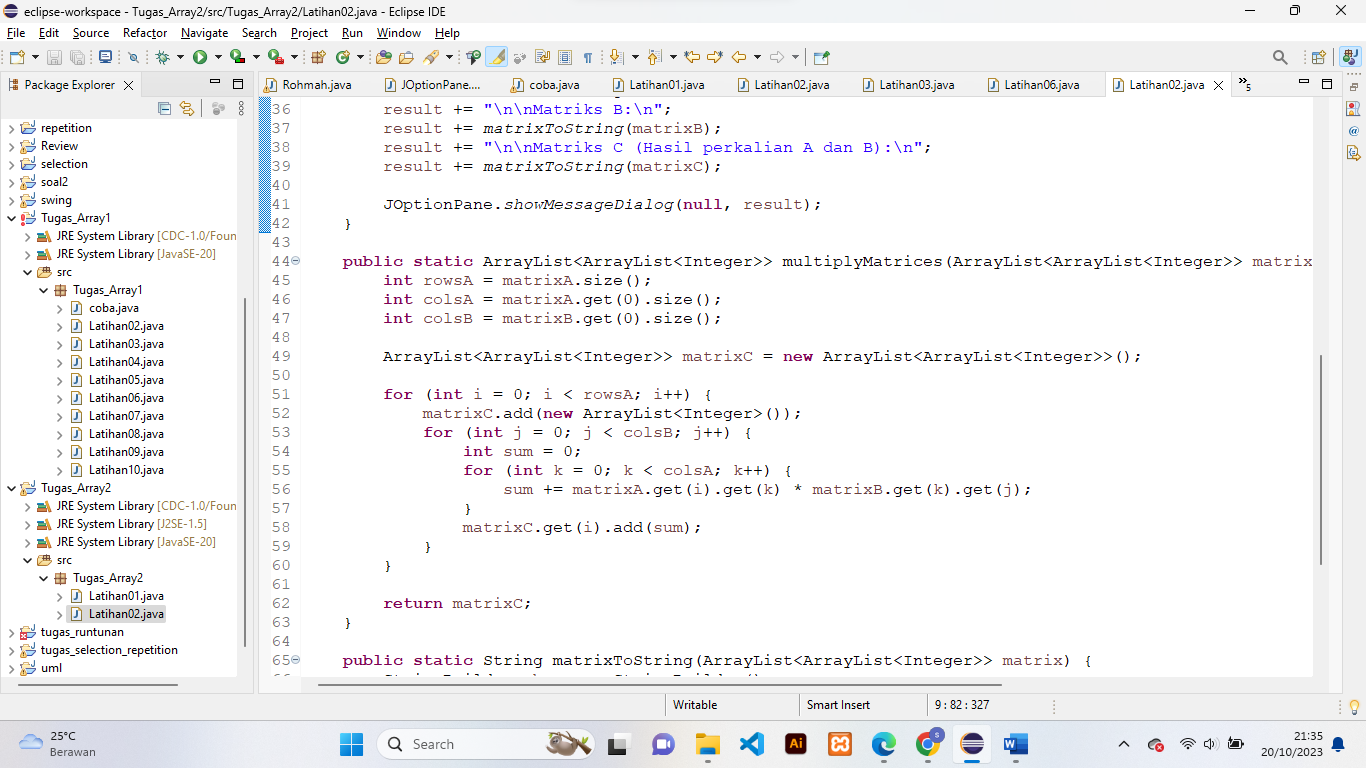 eclipse-workspace - Tugas_Array2/src/Tugas_Array2/Latihan02.java - Eclipse IDE
File Edit Source Refactor Navigate Search Project Run Window Help
Package Explorer
Rohmah.java JOptionPane.... coba.java Latihan01.java Latihan02.java Latihan03.java Latihan06.java Latihan02.java 5
repetition
Review
selection
soal2
swing
Tugas_Array1
JRE System Library [CDC-1.0/Foun
JRE System Library [JavaSE-20]
src
Tugas_Array1
coba.java
Latihan02.java
Latihan03.java
Latihan04.java
Latihan05.java
Latihan06.java
Latihan07.java
Latihan08.java
Latihan09.java
Latihan10.java
Tugas_Array2
JRE System Library [CDC-1.0/Foun
JRE System Library [J2SE-1.5]
JRE System Library [JavaSE-20]
src
Tugas_Array2
Latihan01.java
Latihan02.java
tugas_runtunan
tugas_selection_repetition
uml
36 result += "\n\nMatriks B:\n";
37 result += matrixToString(matrixB);
38 result += "\n\nMatriks C (Hasil perkalian A dan B):\n";
39 result += matrixToString(matrixC);
40
41 JOptionPane.showMessageDialog(null, result);
42 }
43
44 public static ArrayList<ArrayList<Integer>> multiplyMatrices(ArrayList<ArrayList<Integer>> matrix
45 int rowsA = matrixA.size();
46 int colsA = matrixA.get(0).size();
47 int colsB = matrixB.get(0).size();
48
49 ArrayList<ArrayList<Integer>> matrixC = new ArrayList<ArrayList<Integer>>();
50
51 for (int i = 0; i < rowsA; i++) {
52 matrixC.add(new ArrayList<Integer>());
53 for (int j = 0; j < colsB; j++) {
54 int sum = 0;
55 for (int k = 0; k < colsA; k++) {
56 sum += matrixA.get(i).get(k) * matrixB.get(k).get(j);
57 }
58 matrixC.get(i).add(sum);
59 }
60 }
61
62 return matrixC;
63 }
64
65 public static String matrixToString(ArrayList<ArrayList<Integer>> matrix) {
Writable Smart Insert 9 : 82 : 327
25°C
Berawan
Search
21:35
20/10/2023